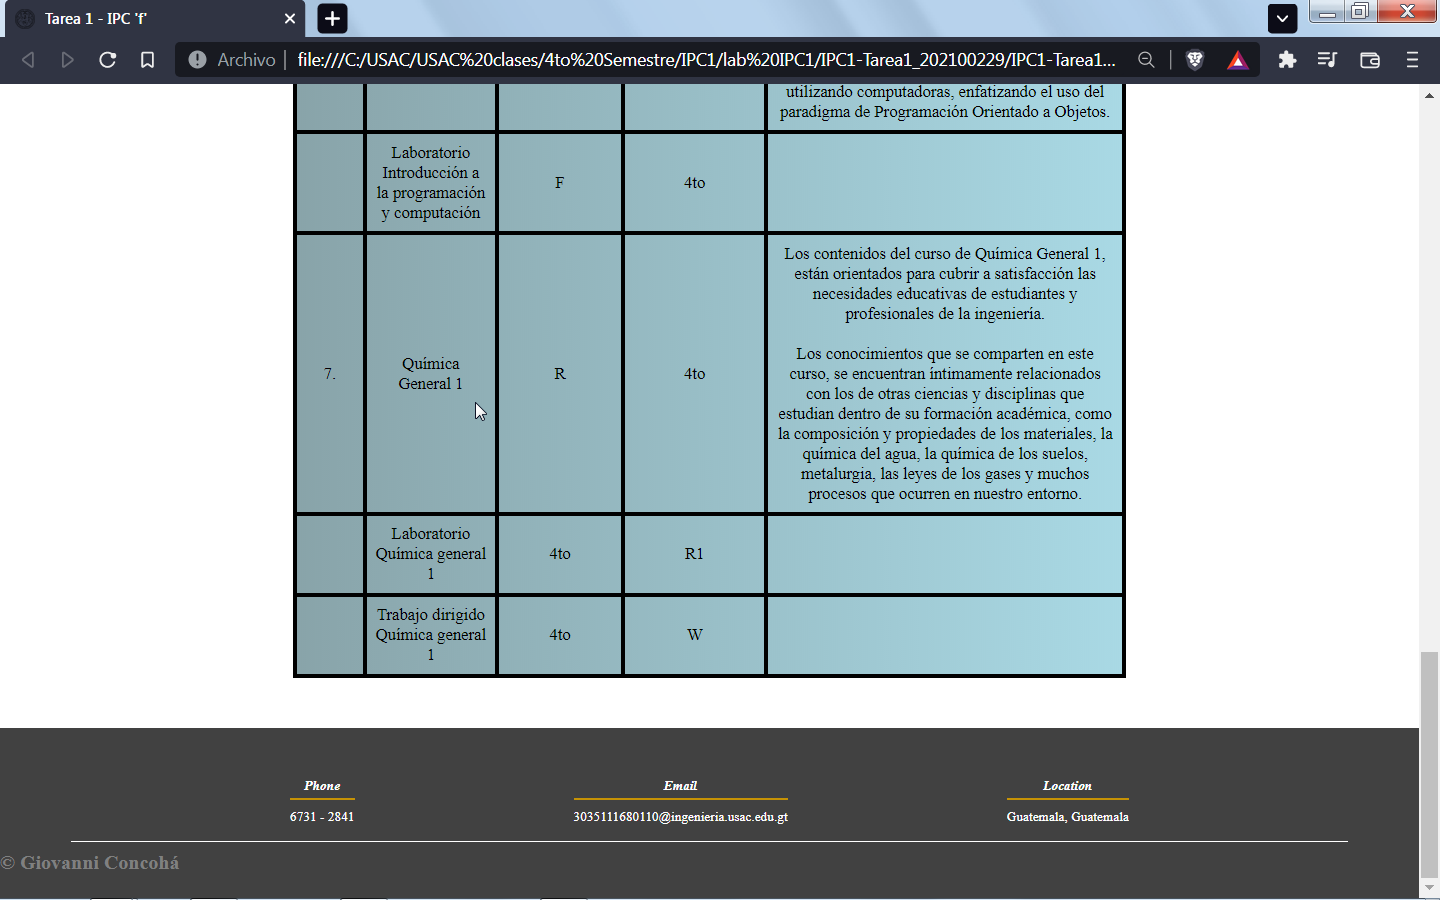 Tarea 1 - IPC 'f'
Archivo
file:///C:/USAC/USAC%20clases/4to%20Semestre/IPC1/lab%20IPC1/IPC1-Tarea1_202100229/IPC1-Tarea1...
utilizando computadoras, enfatizando el uso del
paradigma de Programación Orientado a Objetos.
Laboratorio
Introducción a
la programación
y computación
F
4to
7.
Química
General 1
R
4to
Los contenidos del curso de Química General 1,
están orientados para cubrir a satisfacción las
necesidades educativas de estudiantes y
profesionales de la ingeniería.
Los conocimientos que se comparten en este
curso, se encuentran íntimamente relacionados
con los de otras ciencias y disciplinas que
estudian dentro de su formación académica, como
la composición y propiedades de los materiales, la
química del agua, la química de los suelos,
metalurgia, las leyes de los gases y muchos
procesos que ocurren en nuestro entorno.
Laboratorio
Química general
1
4to
R1
Trabajo dirigido
Química general
1
4to
W
Phone
6731 - 2841
Email
3035111680110@ingenieria.usac.edu.gt
Location
Guatemala, Guatemala
© Giovanni Concohá